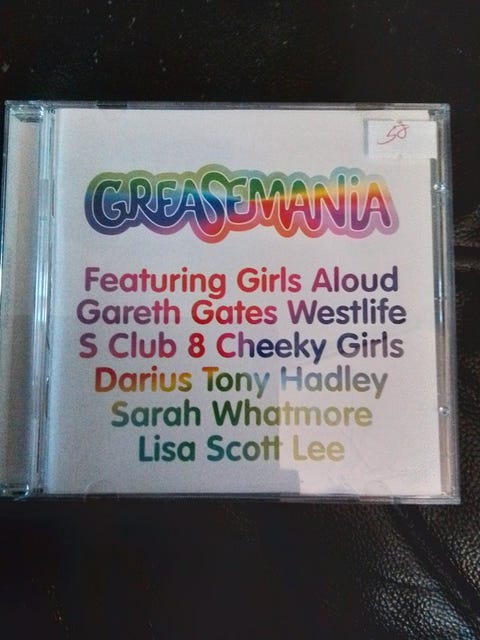 50
GREASEMANIA
Featuring Girls Aloud
Gareth Gates Westlife
S Club 8 Cheeky Girls
Darius Tony Hadley
Sarah Whatmore
Lisa Scott Lee